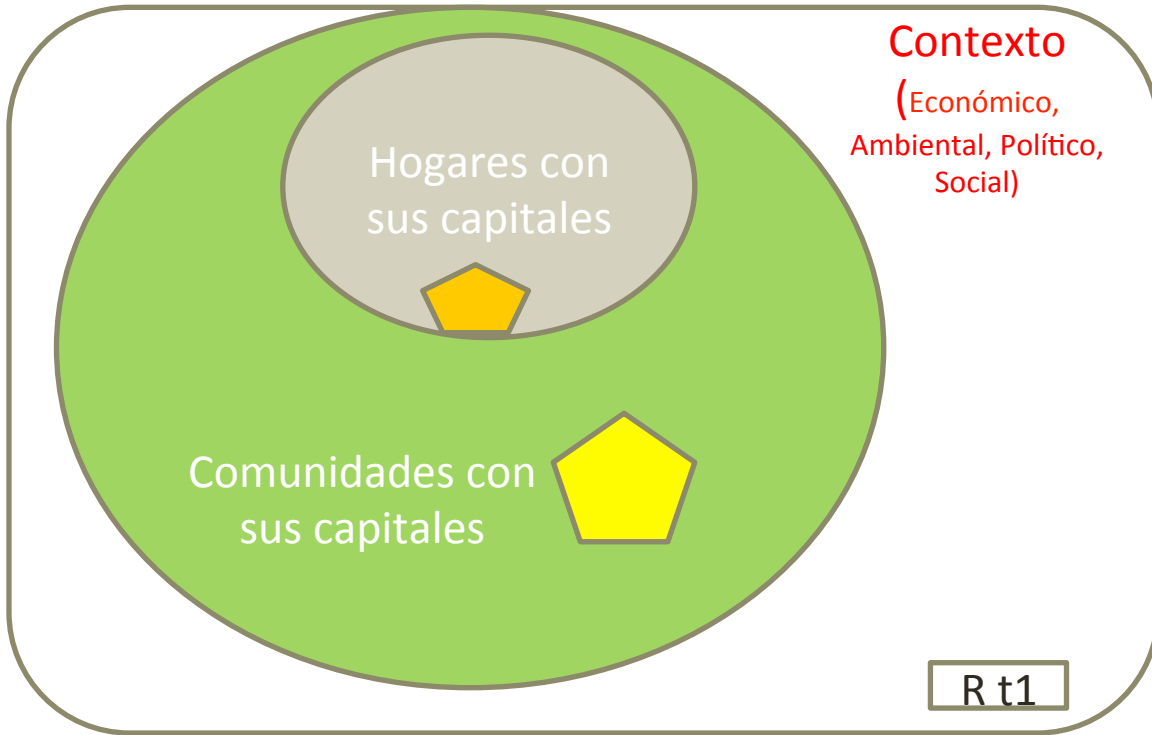 Contexto
(Económico,
Ambiental, Político,
Social)
Hogares con
sus capitales
Comunidades con
sus capitales
R t1